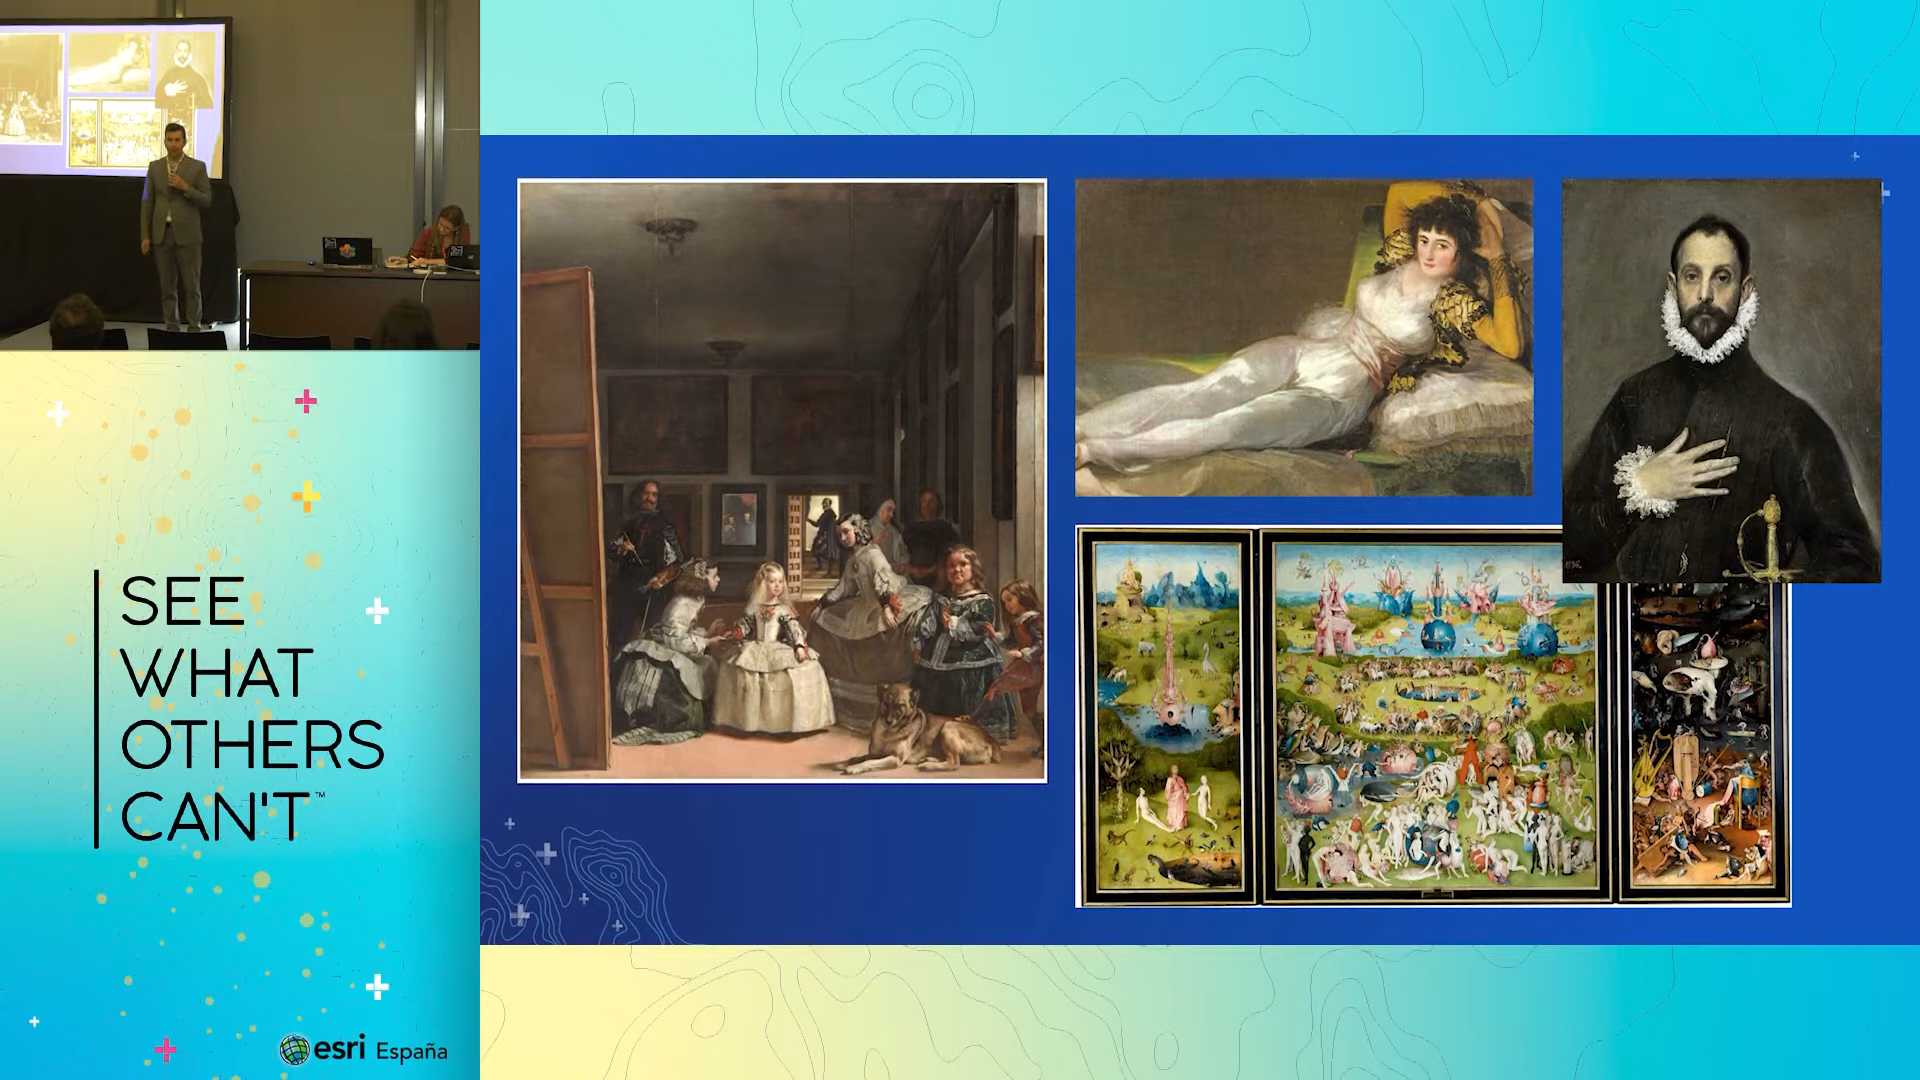 SEE
WHAT
OTHERS
CAN'T™
esri España